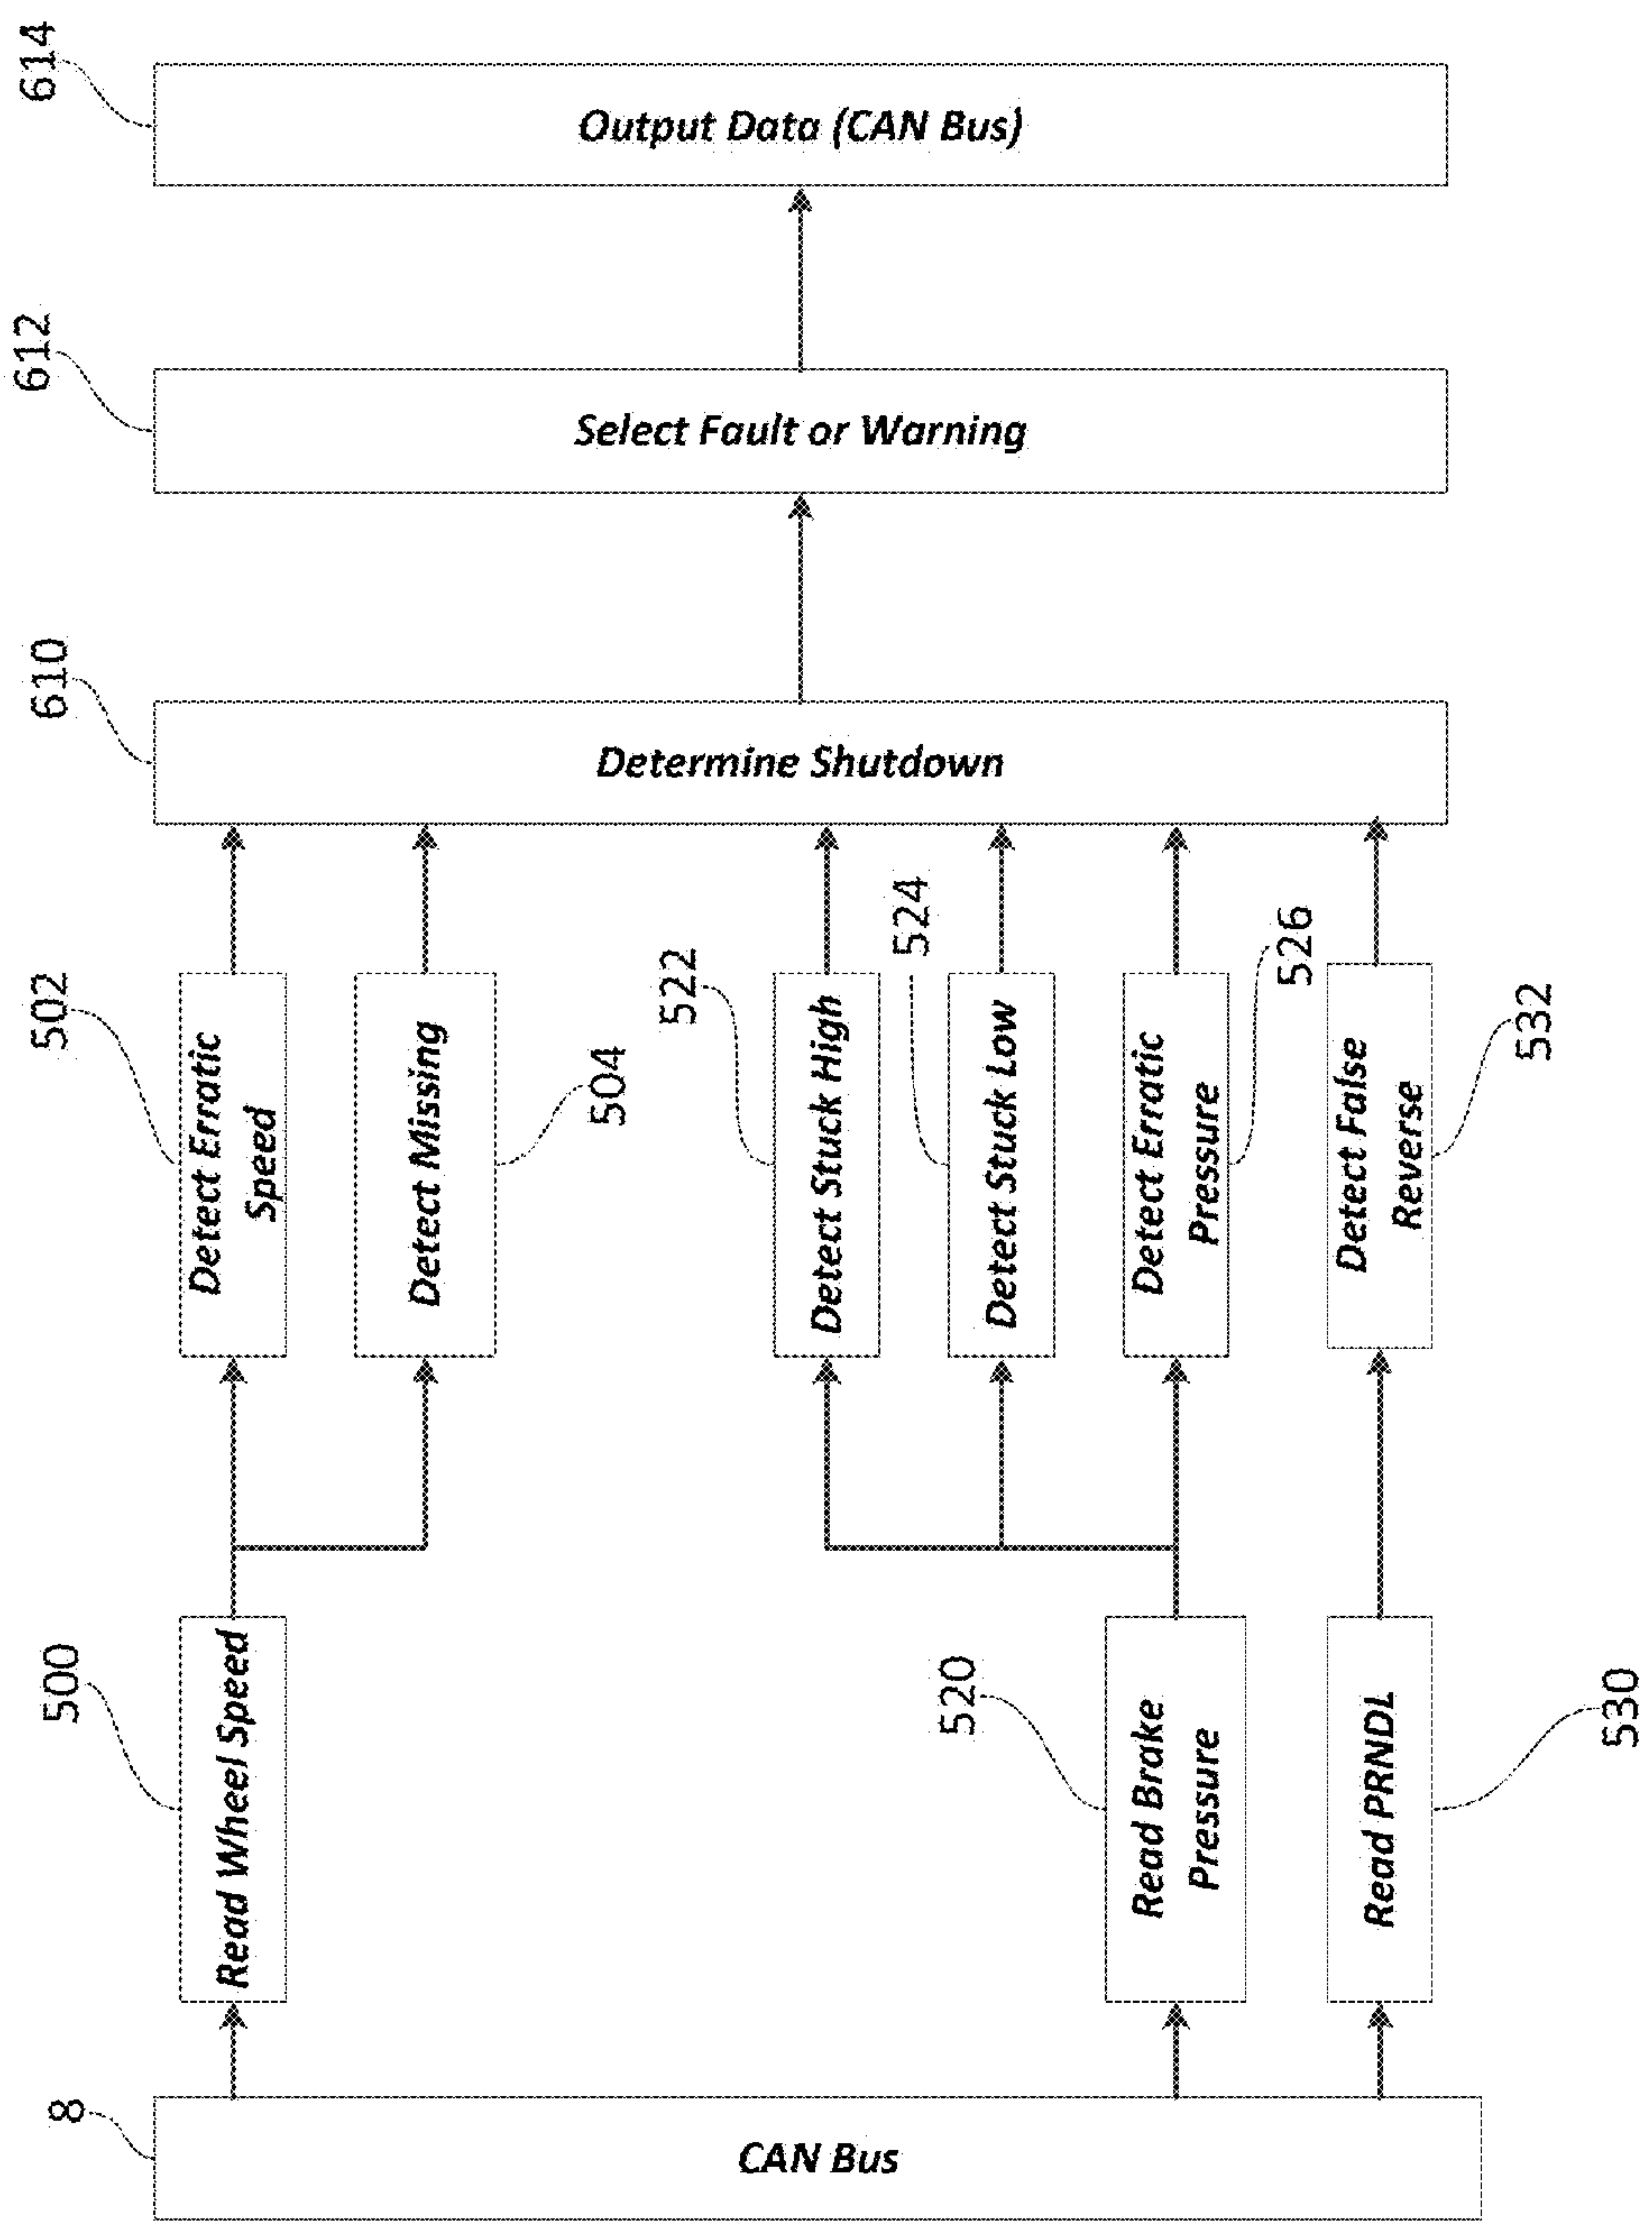 614
Output Data (CAN Bus)
612
Select Fault or Warning
610
Determine Shutdown
502
Detect Erratic
Speed
Detect Missing
504
522
Detect Stuck High
524
Detect Stuck Low
Detect Erratic
Pressure
526
Detect False
Reverse
532
500
Read Wheel Speed
520
Read Brake
Pressure
Read PRNDL
530
8
CAN Bus